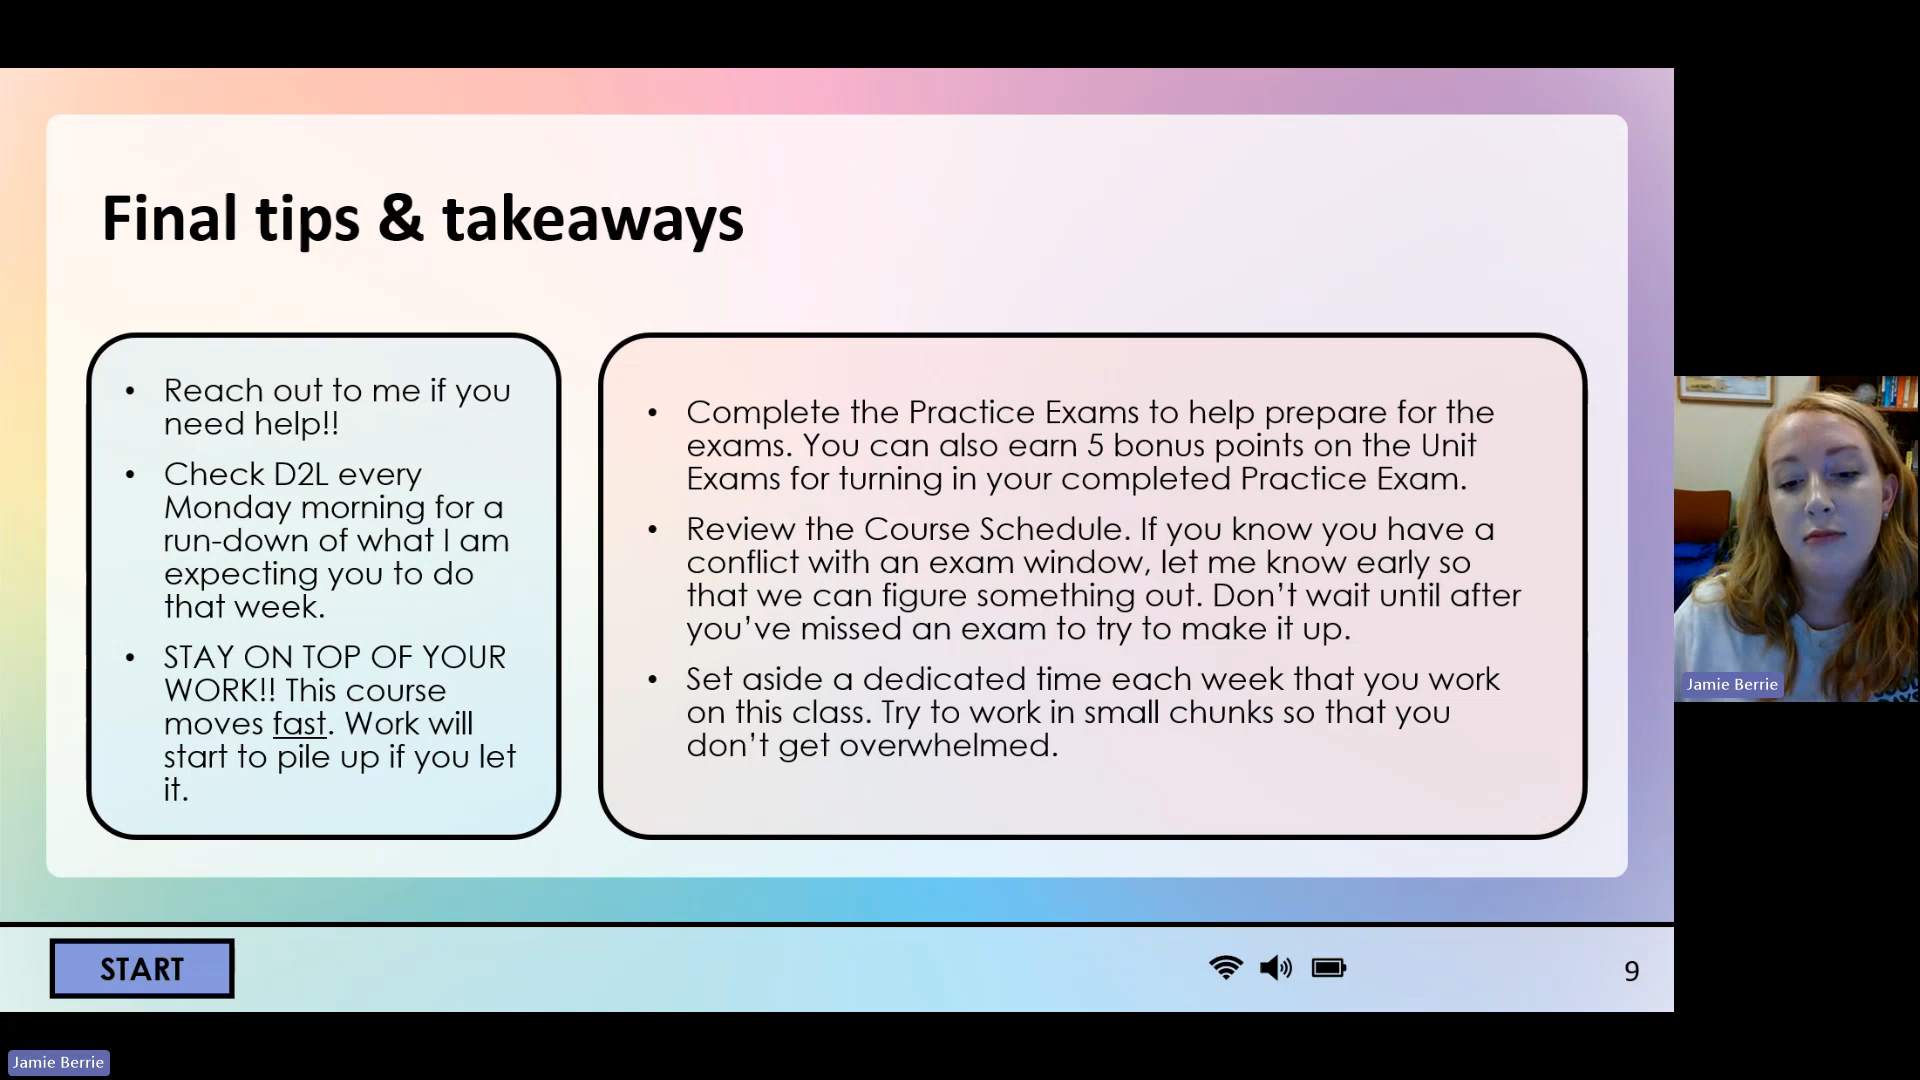 Final tips & takeaways
• Reach out to me if you
need help!!
• Check D2L every
Monday morning for a
run-down of what I am
expecting you to do
that week.
• STAY ON TOP OF YOUR
WORK!! This course
moves fast. Work will
start to pile up if you let
it.
• Complete the Practice Exams to help prepare for the
exams. You can also earn 5 bonus points on the Unit
Exams for turning in your completed Practice Exam.
• Review the Course Schedule. If you know you have a
conflict with an exam window, let me know early so
that we can figure something out. Don’t wait until after
you’ve missed an exam to try to make it up.
• Set aside a dedicated time each week that you work
on this class. Try to work in small chunks so that you
don’t get overwhelmed.
Jamie Berrie
START
9
Jamie Berrie